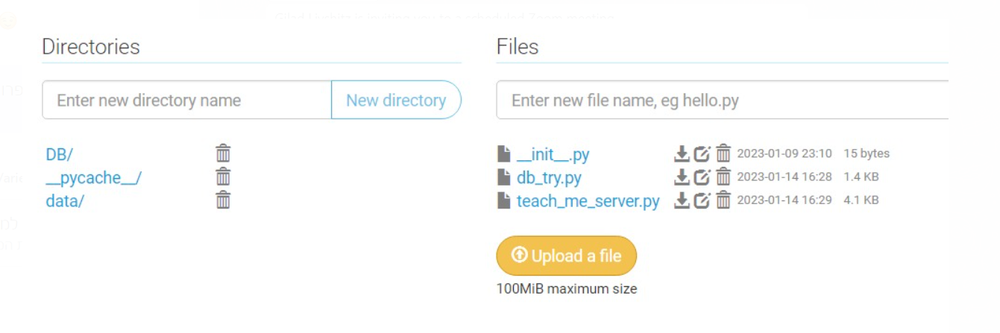 Directories
Enter new directory name
New directory
DB/
__pycache__/
data/
Files
Enter new file name, eg hello.py
__init__.py 2023-01-09 23:10 15 bytes
db_try.py 2023-01-14 16:28 1.4 KB
teach_me_server.py 2023-01-14 16:29 4.1 KB
Upload a file
100MiB maximum size